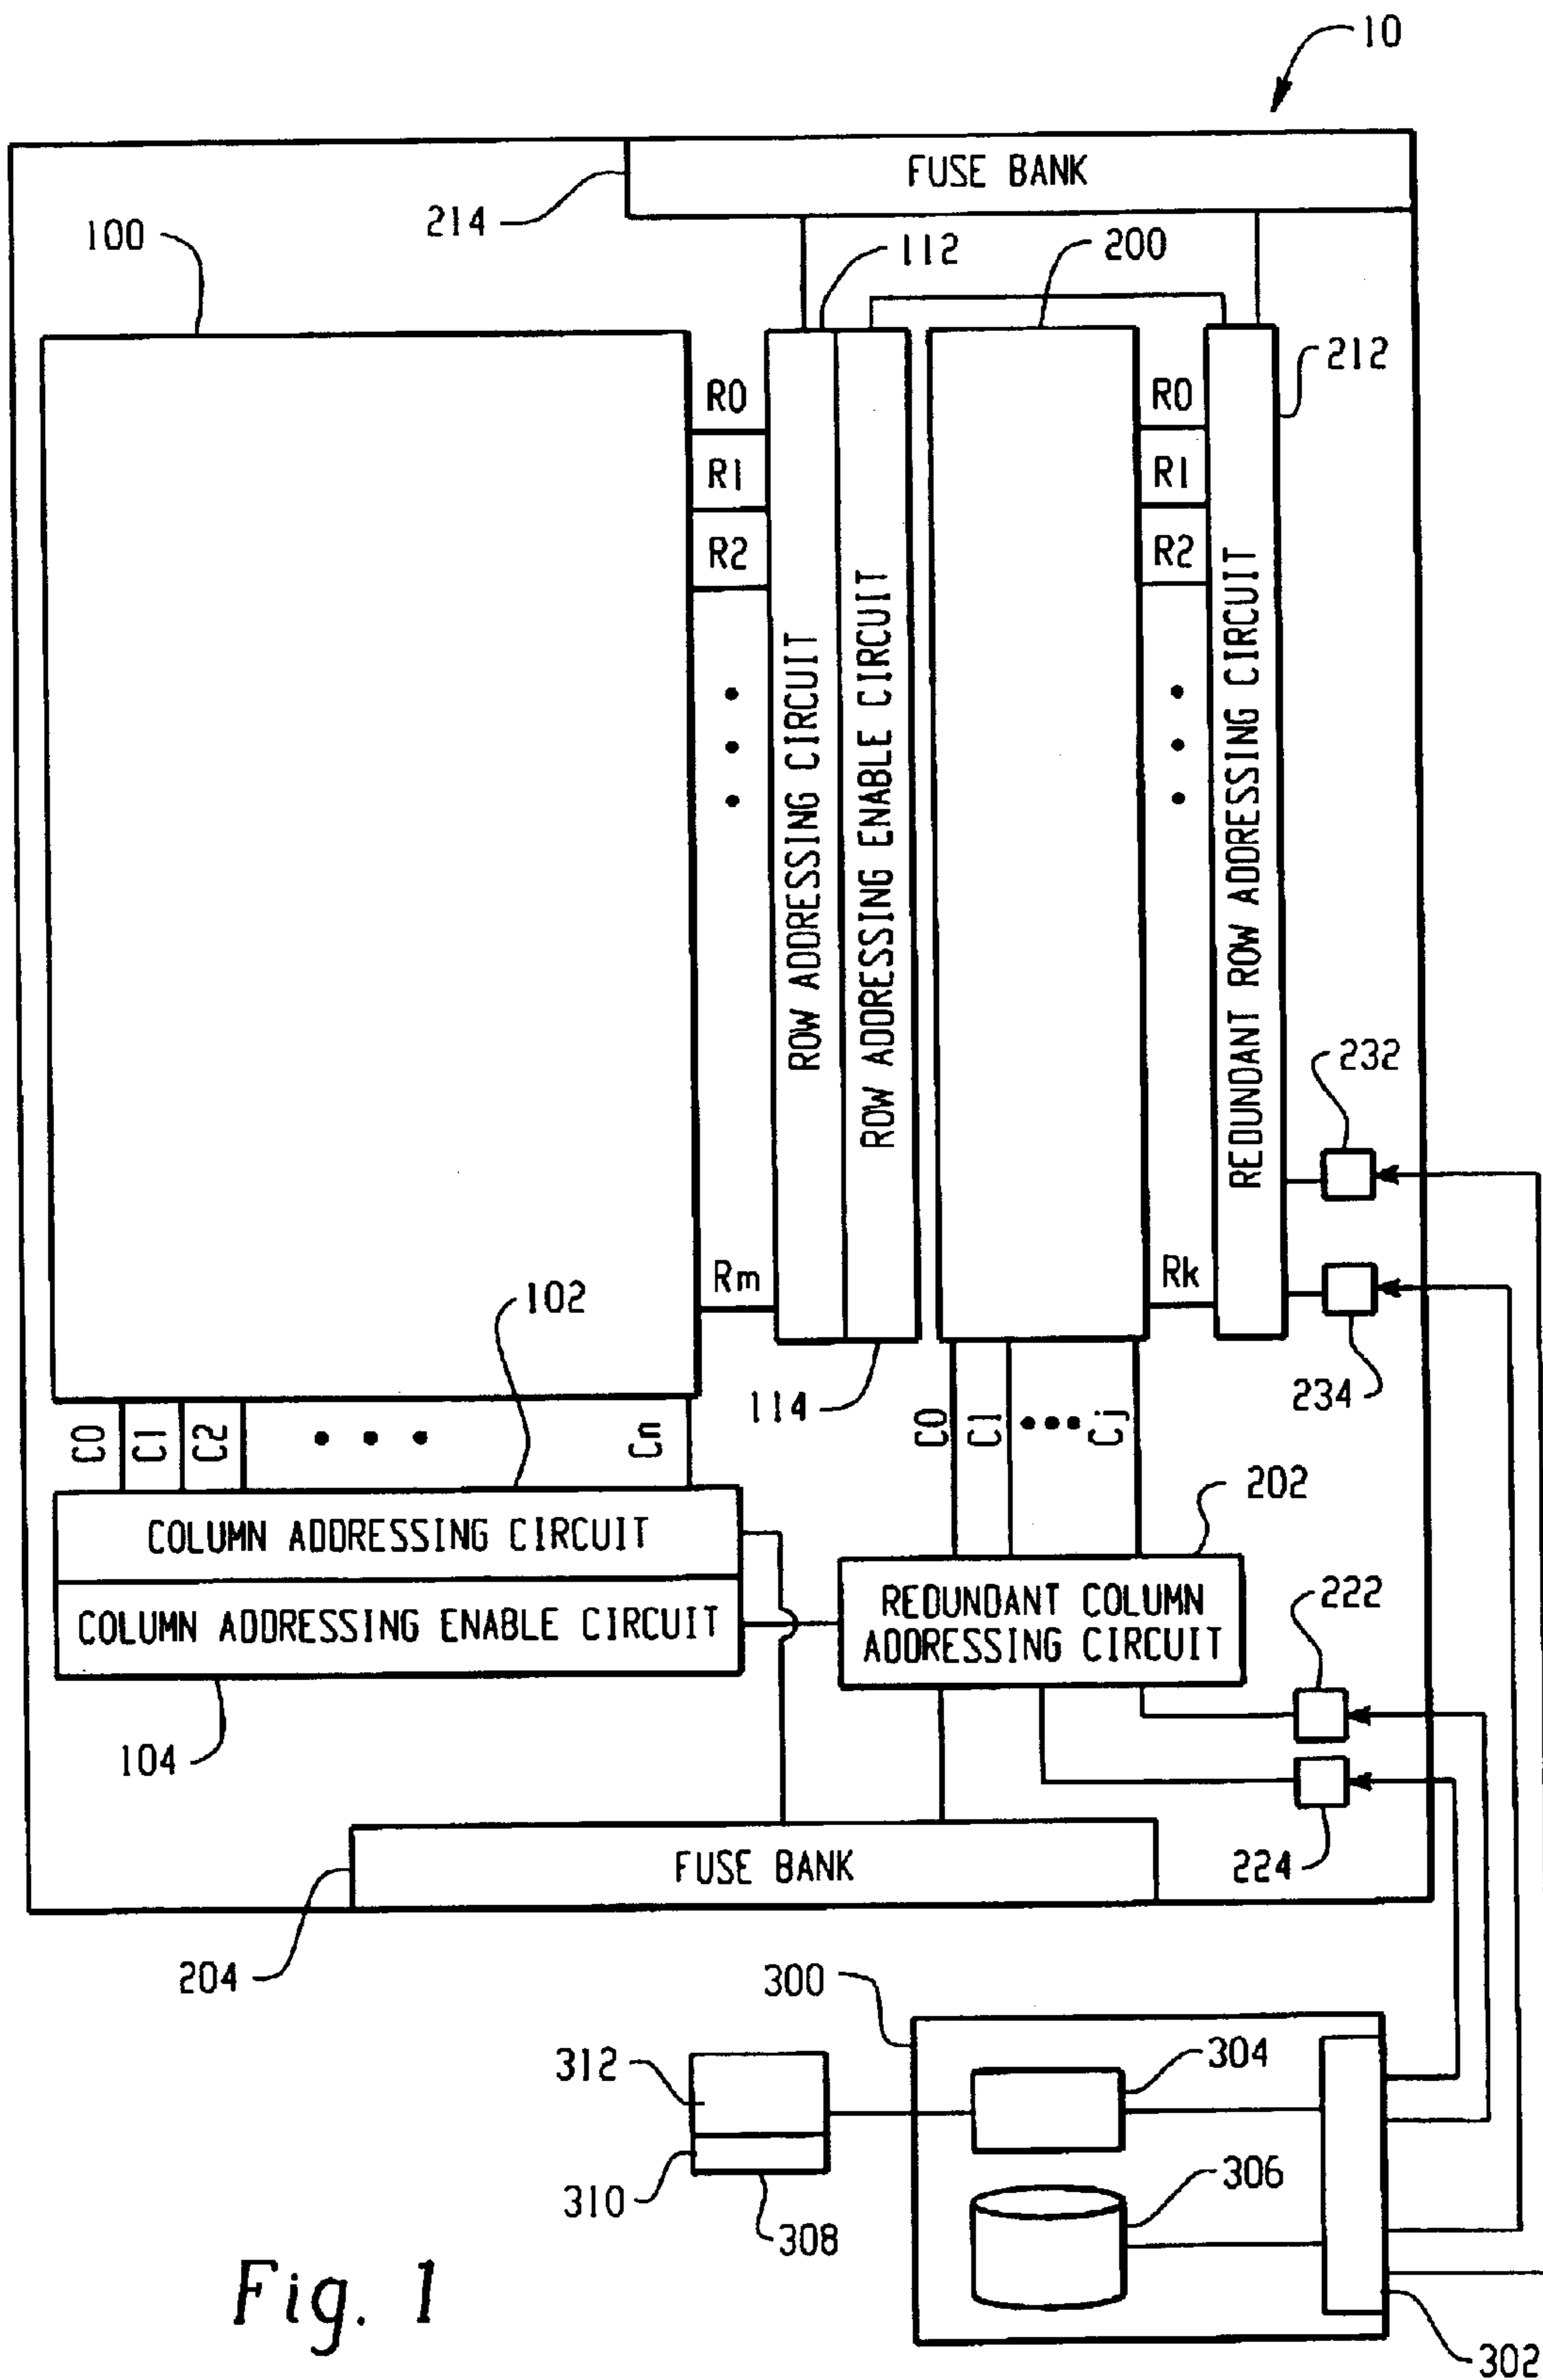 10
FUSE BANK
214
100
112
200
212
R0
R1
R2
R0
R1
R2
ROW ADDRESSING CIRCUIT
ROW ADDRESSING ENABLE CIRCUIT
REDUNDANT ROW ADDRESSING CIRCUIT
232
Rm
Rk
102
234
114
C0
C1
C2
Cn
C0
C1
Cj
202
COLUMN ADDRESSING CIRCUIT
COLUMN ADDRESSING ENABLE CIRCUIT
REDUNDANT COLUMN
ADDRESSING CIRCUIT
222
104
224
FUSE BANK
204
300
312
304
310
308
306
302
Fig. 1